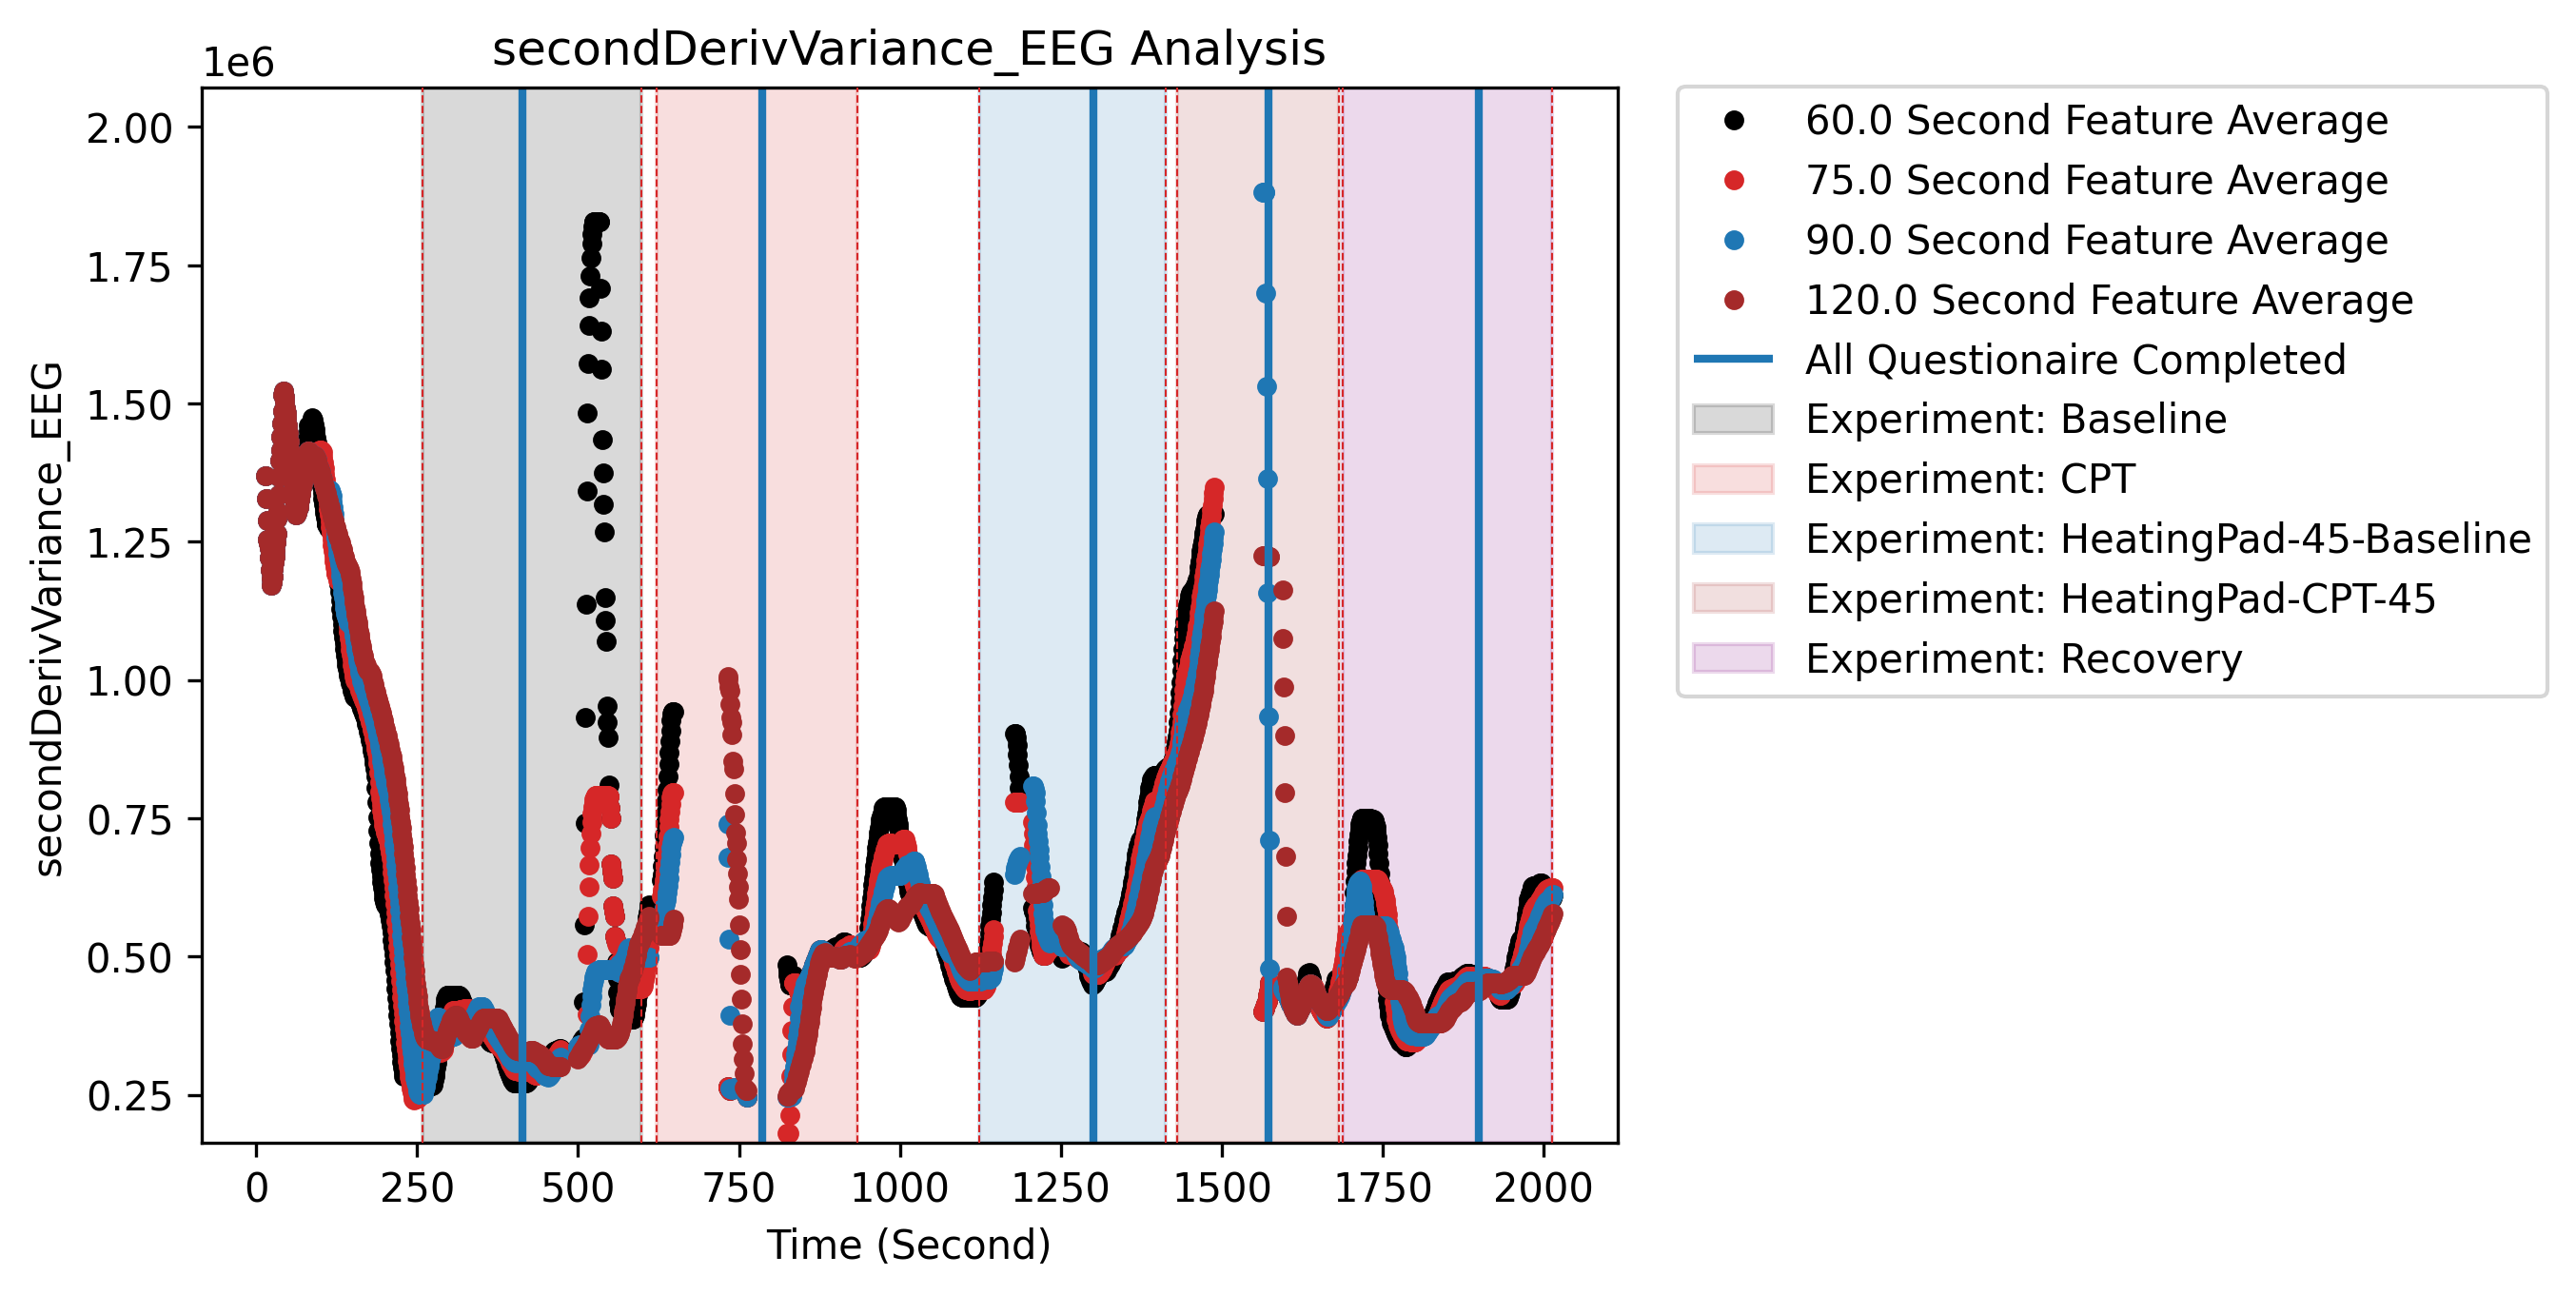 secondDerivVariance_EEG Analysis
1e6
2.00
1.75
1.50
1.25
1.00
0.75
0.50
0.25
secondDerivVariance_EEG
0 250 500 750 1000 1250 1500 1750 2000
Time (Second)
60.0 Second Feature Average
75.0 Second Feature Average
90.0 Second Feature Average
120.0 Second Feature Average
All Questionaire Completed
Experiment: Baseline
Experiment: CPT
Experiment: HeatingPad-45-Baseline
Experiment: HeatingPad-CPT-45
Experiment: Recovery